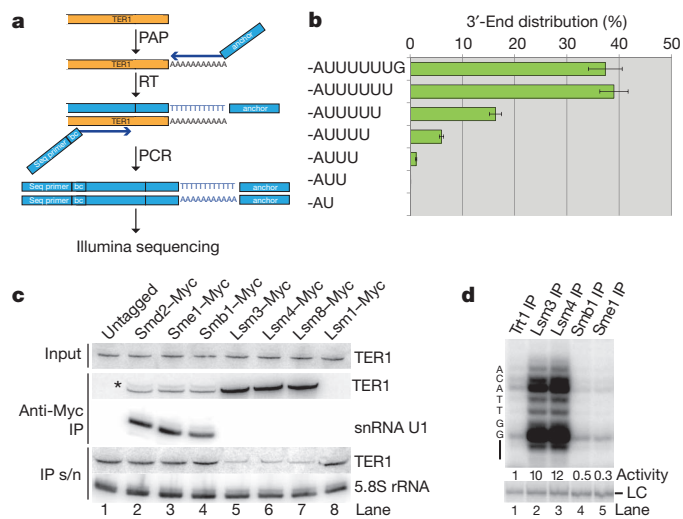 a
TER1
PAP
anchor
TER1
AAAAAAAAAAA
RT
TTTTTTTTTTT
anchor
TER1
AAAAAAAAAAA
Seq primer
bc
PCR
Seq primer
bc
TTTTTTTTTTT
anchor
Seq primer
bc
AAAAAAAAAAA
anchor
Illumina sequencing
b
3′-End distribution (%)
0 10 20 30 40 50
-AUUUUUUG
-AUUUUUU
-AUUUUU
-AUUUU
-AUUU
-AUU
-AU
c
Untagged
Smd2–Myc
Sme1–Myc
Smb1–Myc
Lsm3–Myc
Lsm4–Myc
Lsm8–Myc
Lsm1–Myc
Input
TER1
Anti-Myc
IP
*
TER1
snRNA U1
IP s/n
TER1
5.8S rRNA
1 2 3 4 5 6 7 8 Lane
d
Trt1 IP
Lsm3 IP
Lsm4 IP
Smb1 IP
Sme1 IP
A
C
A
T
T
G
G
1 10 12 0.5 0.3 Activity
LC
1 2 3 4 5 Lane